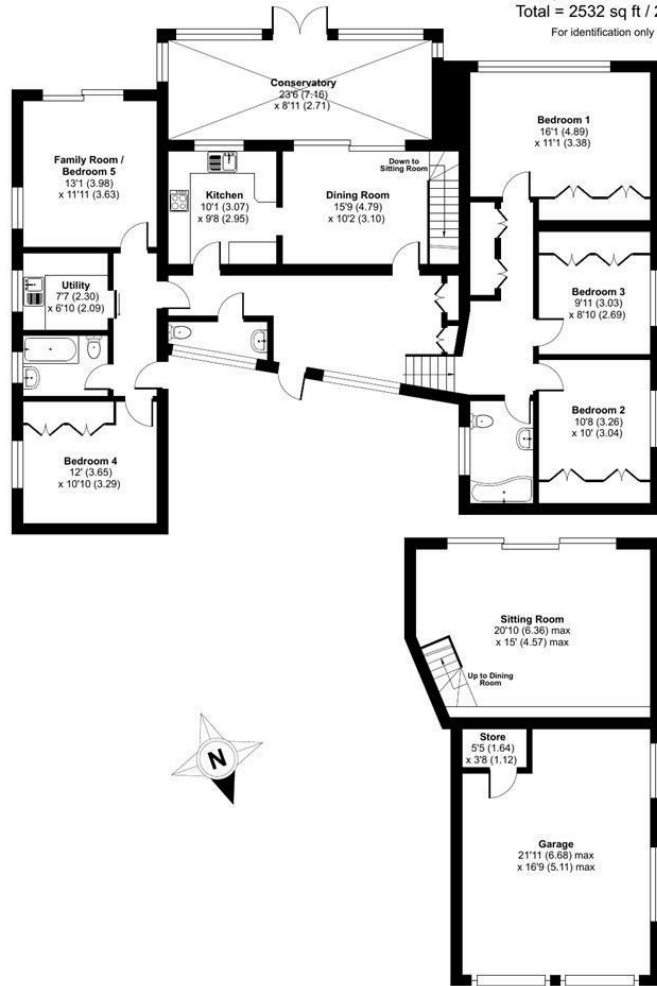 Total = 2532 sq ft / 2
For identification only
Conservatory
23'6 (7.16)
x 8'11 (2.71)
Family Room /
Bedroom 5
13'1 (3.98)
x 11'11 (3.63)
Kitchen
10'1 (3.07)
x 9'8 (2.95)
Dining Room
15'9 (4.79)
x 10'2 (3.10)
Down to
Sitting Room
Bedroom 1
16'1 (4.89)
x 11'1 (3.38)
Utility
7'7 (2.30)
x 6'10 (2.09)
Bedroom 3
9'11 (3.03)
x 8'10 (2.69)
Bedroom 2
10'8 (3.26)
x 10' (3.04)
Bedroom 4
12' (3.65)
x 10'10 (3.29)
Sitting Room
20'10 (6.36) max
x 15' (4.57) max
Up to Dining
Room
N
Store
5'5 (1.64)
x 3'8 (1.12)
Garage
21'11 (6.68) max
x 16'9 (5.11) max